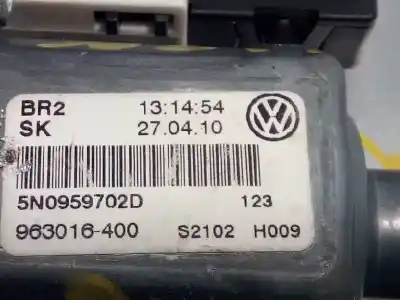 BR2 13:14:54
SK 27.04.10
5N0959702D 123
963016-400 S2102 H009